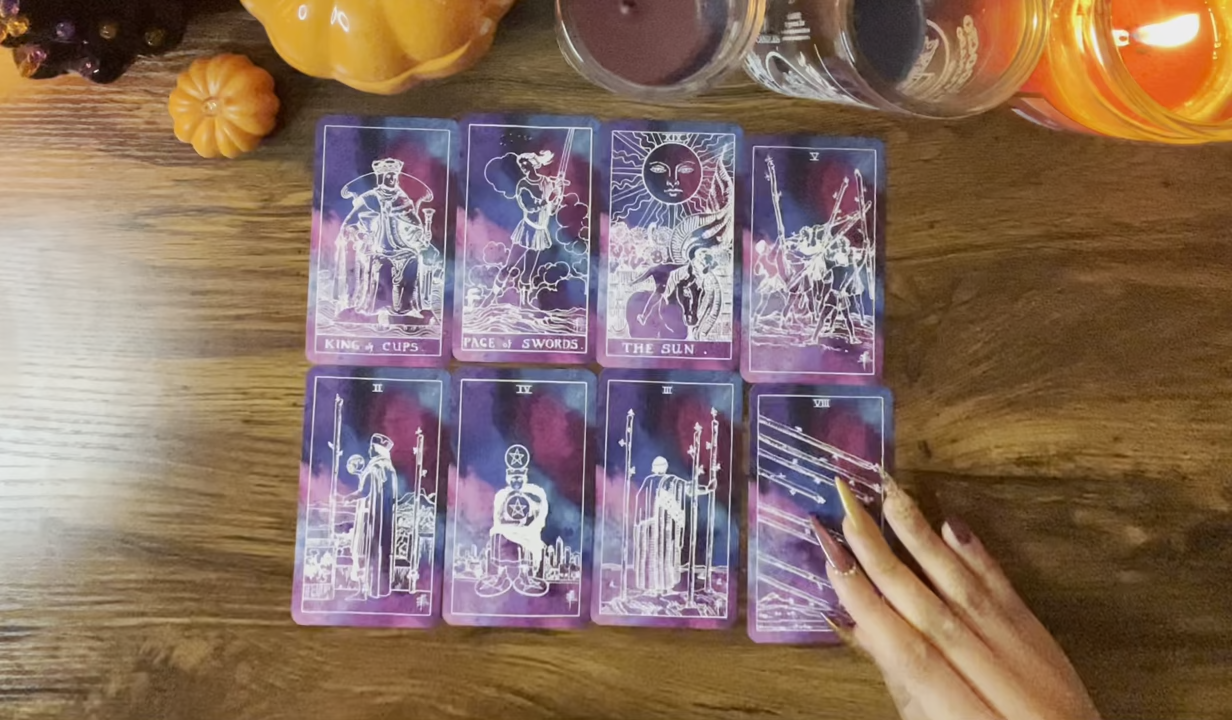 XIX
V
KING of CUPS.
PAGE of SWORDS.
THE SUN.
II
IV
III
VIII